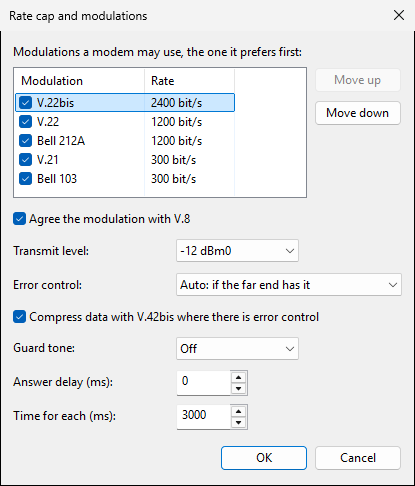 Rate cap and modulations
Modulations a modem may use, the one it prefers first:
Modulation Rate
V.22bis 2400 bit/s
V.22 1200 bit/s
Bell 212A 1200 bit/s
V.21 300 bit/s
Bell 103 300 bit/s
Move up
Move down
Agree the modulation with V.8
Transmit level: -12 dBm0
Error control: Auto: if the far end has it
Compress data with V.42bis where there is error control
Guard tone: Off
Answer delay (ms): 0
Time for each (ms): 3000
OK Cancel